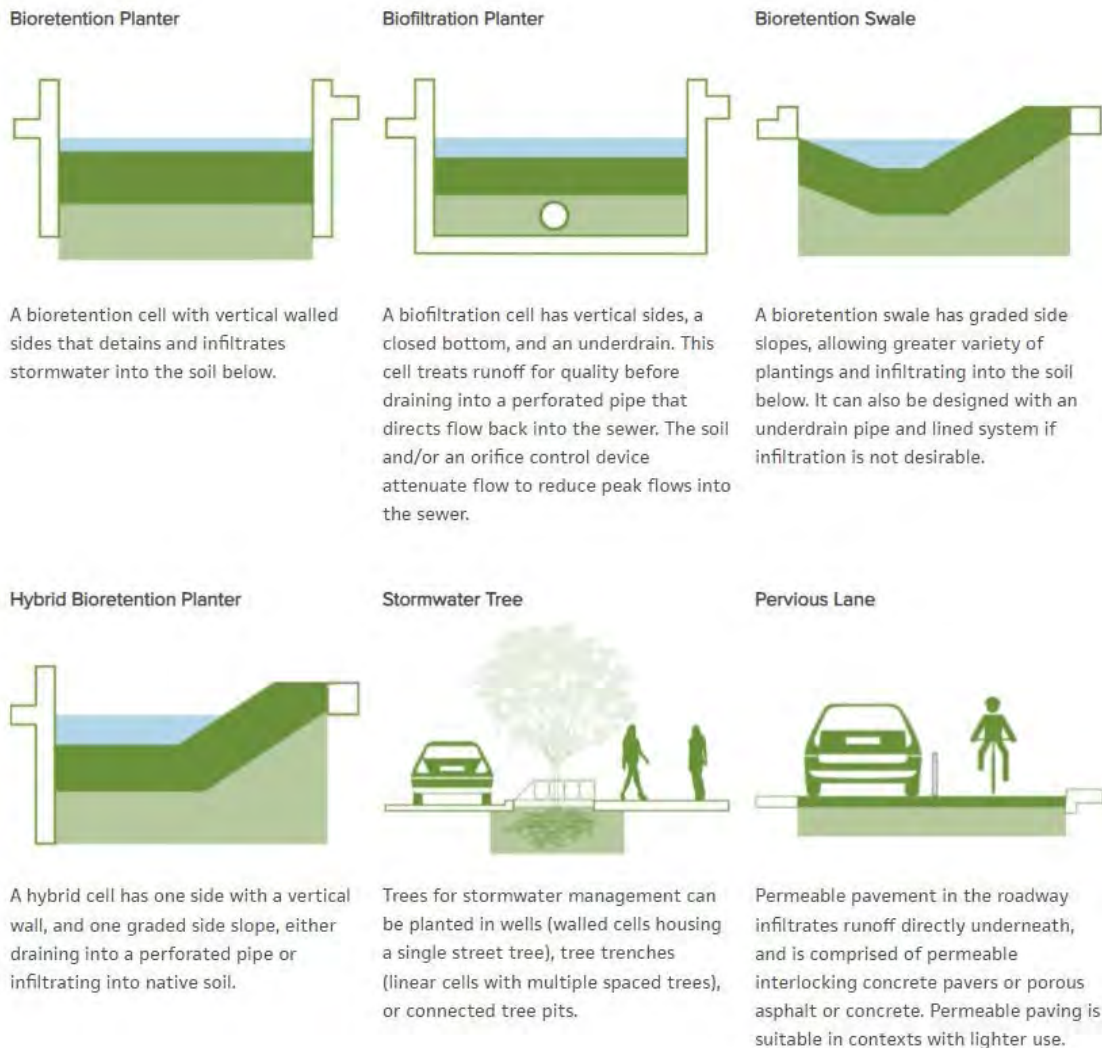 Bioretention Planter
A bioretention cell with vertical walled
sides that detains and infiltrates
stormwater into the soil below.
Biofiltration Planter
A biofiltration cell has vertical sides, a
closed bottom, and an underdrain. This
cell treats runoff for quality before
draining into a perforated pipe that
directs flow back into the sewer. The soil
and/or an orifice control device
attenuate flow to reduce peak flows into
the sewer.
Bioretention Swale
A bioretention swale has graded side
slopes, allowing greater variety of
plantings and infiltrating into the soil
below. It can also be designed with an
underdrain pipe and lined system if
infiltration is not desirable.
Hybrid Bioretention Planter
A hybrid cell has one side with a vertical
wall, and one graded side slope, either
draining into a perforated pipe or
infiltrating into native soil.
Stormwater Tree
Trees for stormwater management can
be planted in wells (walled cells housing
a single street tree), tree trenches
(linear cells with multiple spaced trees),
or connected tree pits.
Pervious Lane
Permeable pavement in the roadway
infiltrates runoff directly underneath,
and is comprised of permeable
interlocking concrete pavers or porous
asphalt or concrete. Permeable paving is
suitable in contexts with lighter use.